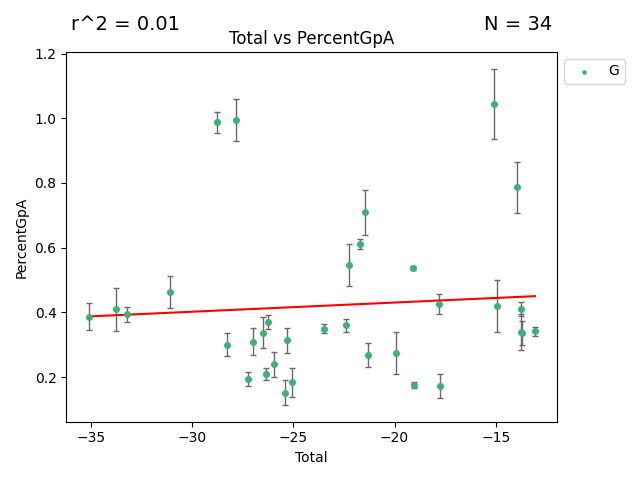 r^2 = 0.01
N = 34
Total vs PercentGpA
G
1.2
1.0
0.8
0.6
0.4
0.2
PercentGpA
−35
−30
−25
−20
−15
Total